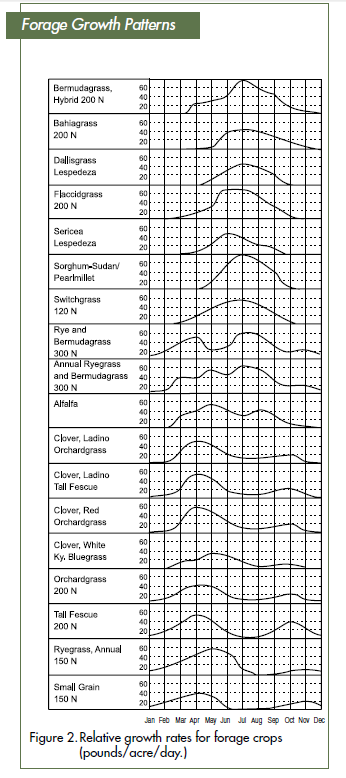 Forage Growth Patterns
Bermudagrass,
Hybrid 200 N
60
40
20
Bahiagrass
200 N
60
40
20
Dallisgrass
Lespedeza
60
40
20
Flaccidgrass
200 N
60
40
20
Sericea
Lespedeza
60
40
20
Sorghum-Sudan/
Pearlmillet
60
40
20
Switchgrass
120 N
60
40
20
Rye and
Bermudagrass
300 N
60
40
20
Annual Ryegrass
and Bermudagrass
300 N
60
40
20
Alfalfa
60
40
20
Clover, Ladino
Orchardgrass
60
40
20
Clover, Ladino
Tall Fescue
60
40
20
Clover, Red
Orchardgrass
60
40
20
Clover, White
Ky. Bluegrass
60
40
20
Orchardgrass
200 N
60
40
20
Tall Fescue
200 N
60
40
20
Ryegrass, Annual
150 N
60
40
20
Small Grain
150 N
60
40
20
Jan Feb Mar Apr May Jun Jul Aug Sep Oct Nov Dec
Figure 2. Relative growth rates for forage crops
(pounds/acre/day.)